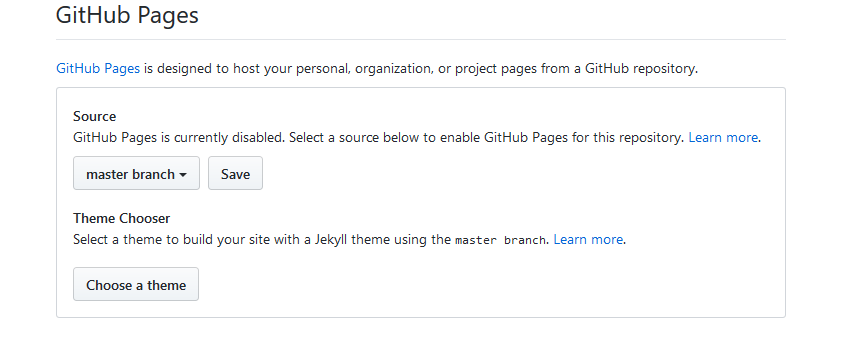 GitHub Pages
GitHub Pages is designed to host your personal, organization, or project pages from a GitHub repository.
Source
GitHub Pages is currently disabled. Select a source below to enable GitHub Pages for this repository. Learn more.
master branch Save
Theme Chooser
Select a theme to build your site with a Jekyll theme using the master branch. Learn more.
Choose a theme